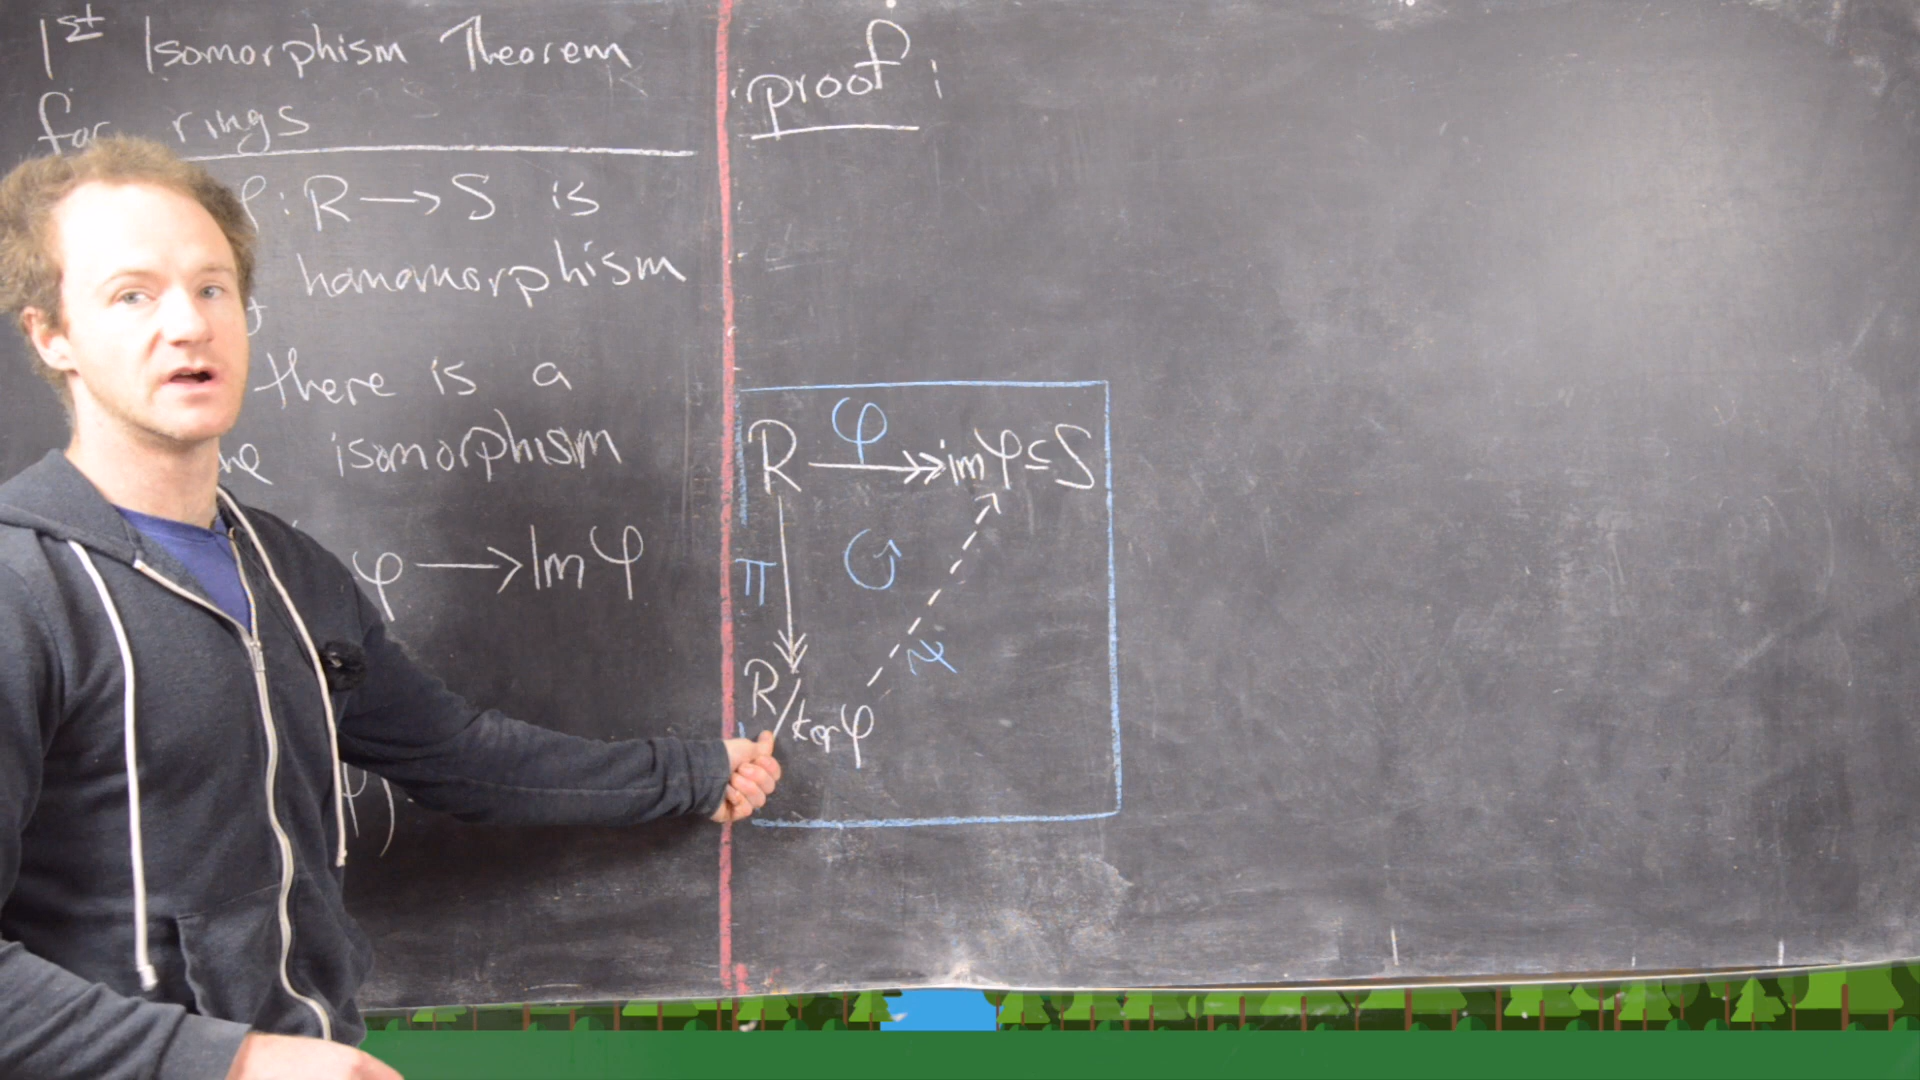 1st Isomorphism Theorem
for rings
φ: R → S is
homomorphism
there is a
isomorphism
φ → Im φ
φ)
proof:
R φ ↠ im φ ⊆ S
π ↺
ψ
R/ker φ